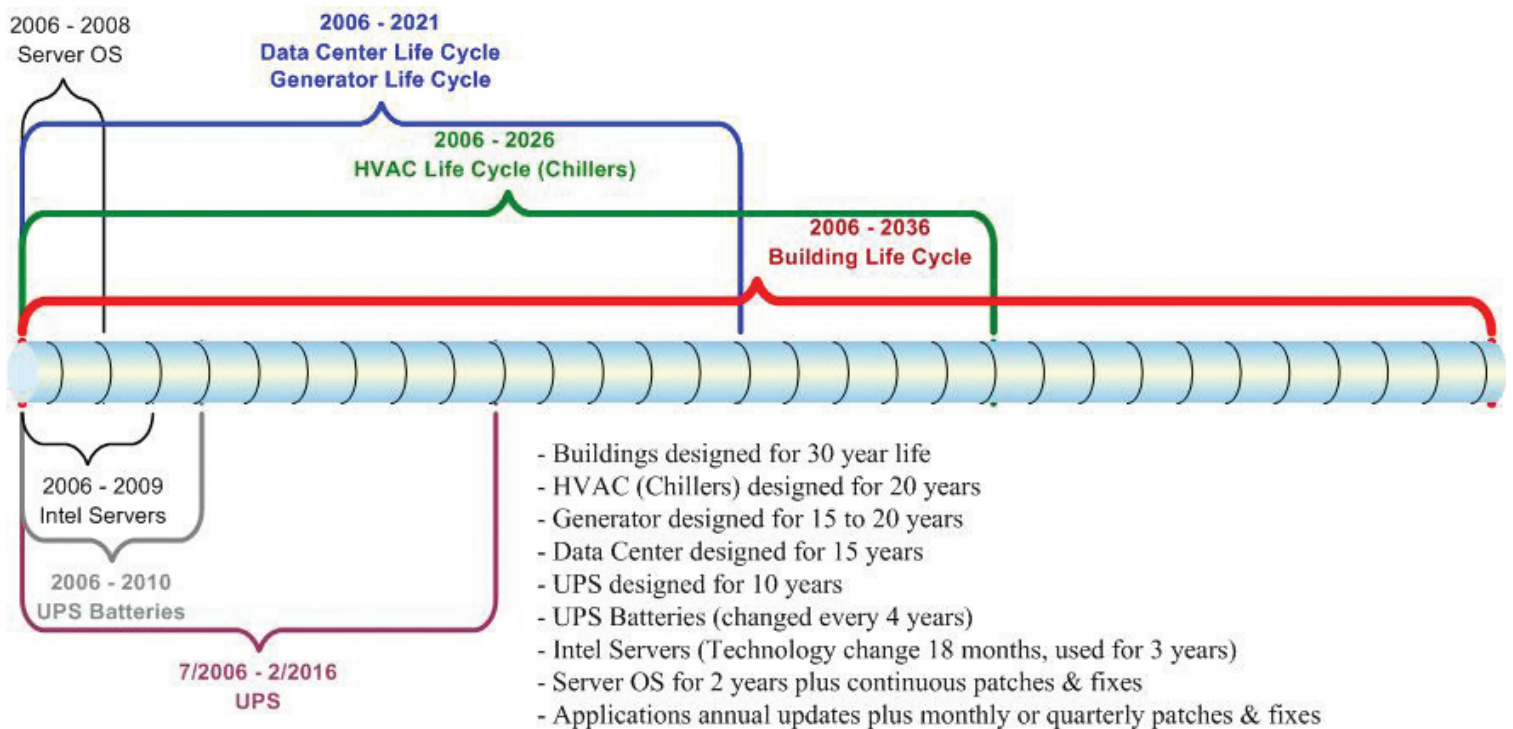 2006 - 2008
Server OS
2006 - 2021
Data Center Life Cycle
Generator Life Cycle
2006 - 2026
HVAC Life Cycle (Chillers)
2006 - 2036
Building Life Cycle
2006 - 2009
Intel Servers
2006 - 2010
UPS Batteries
7/2006 - 2/2016
UPS
- Buildings designed for 30 year life
- HVAC (Chillers) designed for 20 years
- Generator designed for 15 to 20 years
- Data Center designed for 15 years
- UPS designed for 10 years
- UPS Batteries (changed every 4 years)
- Intel Servers (Technology change 18 months, used for 3 years)
- Server OS for 2 years plus continuous patches & fixes
- Applications annual updates plus monthly or quarterly patches & fixes